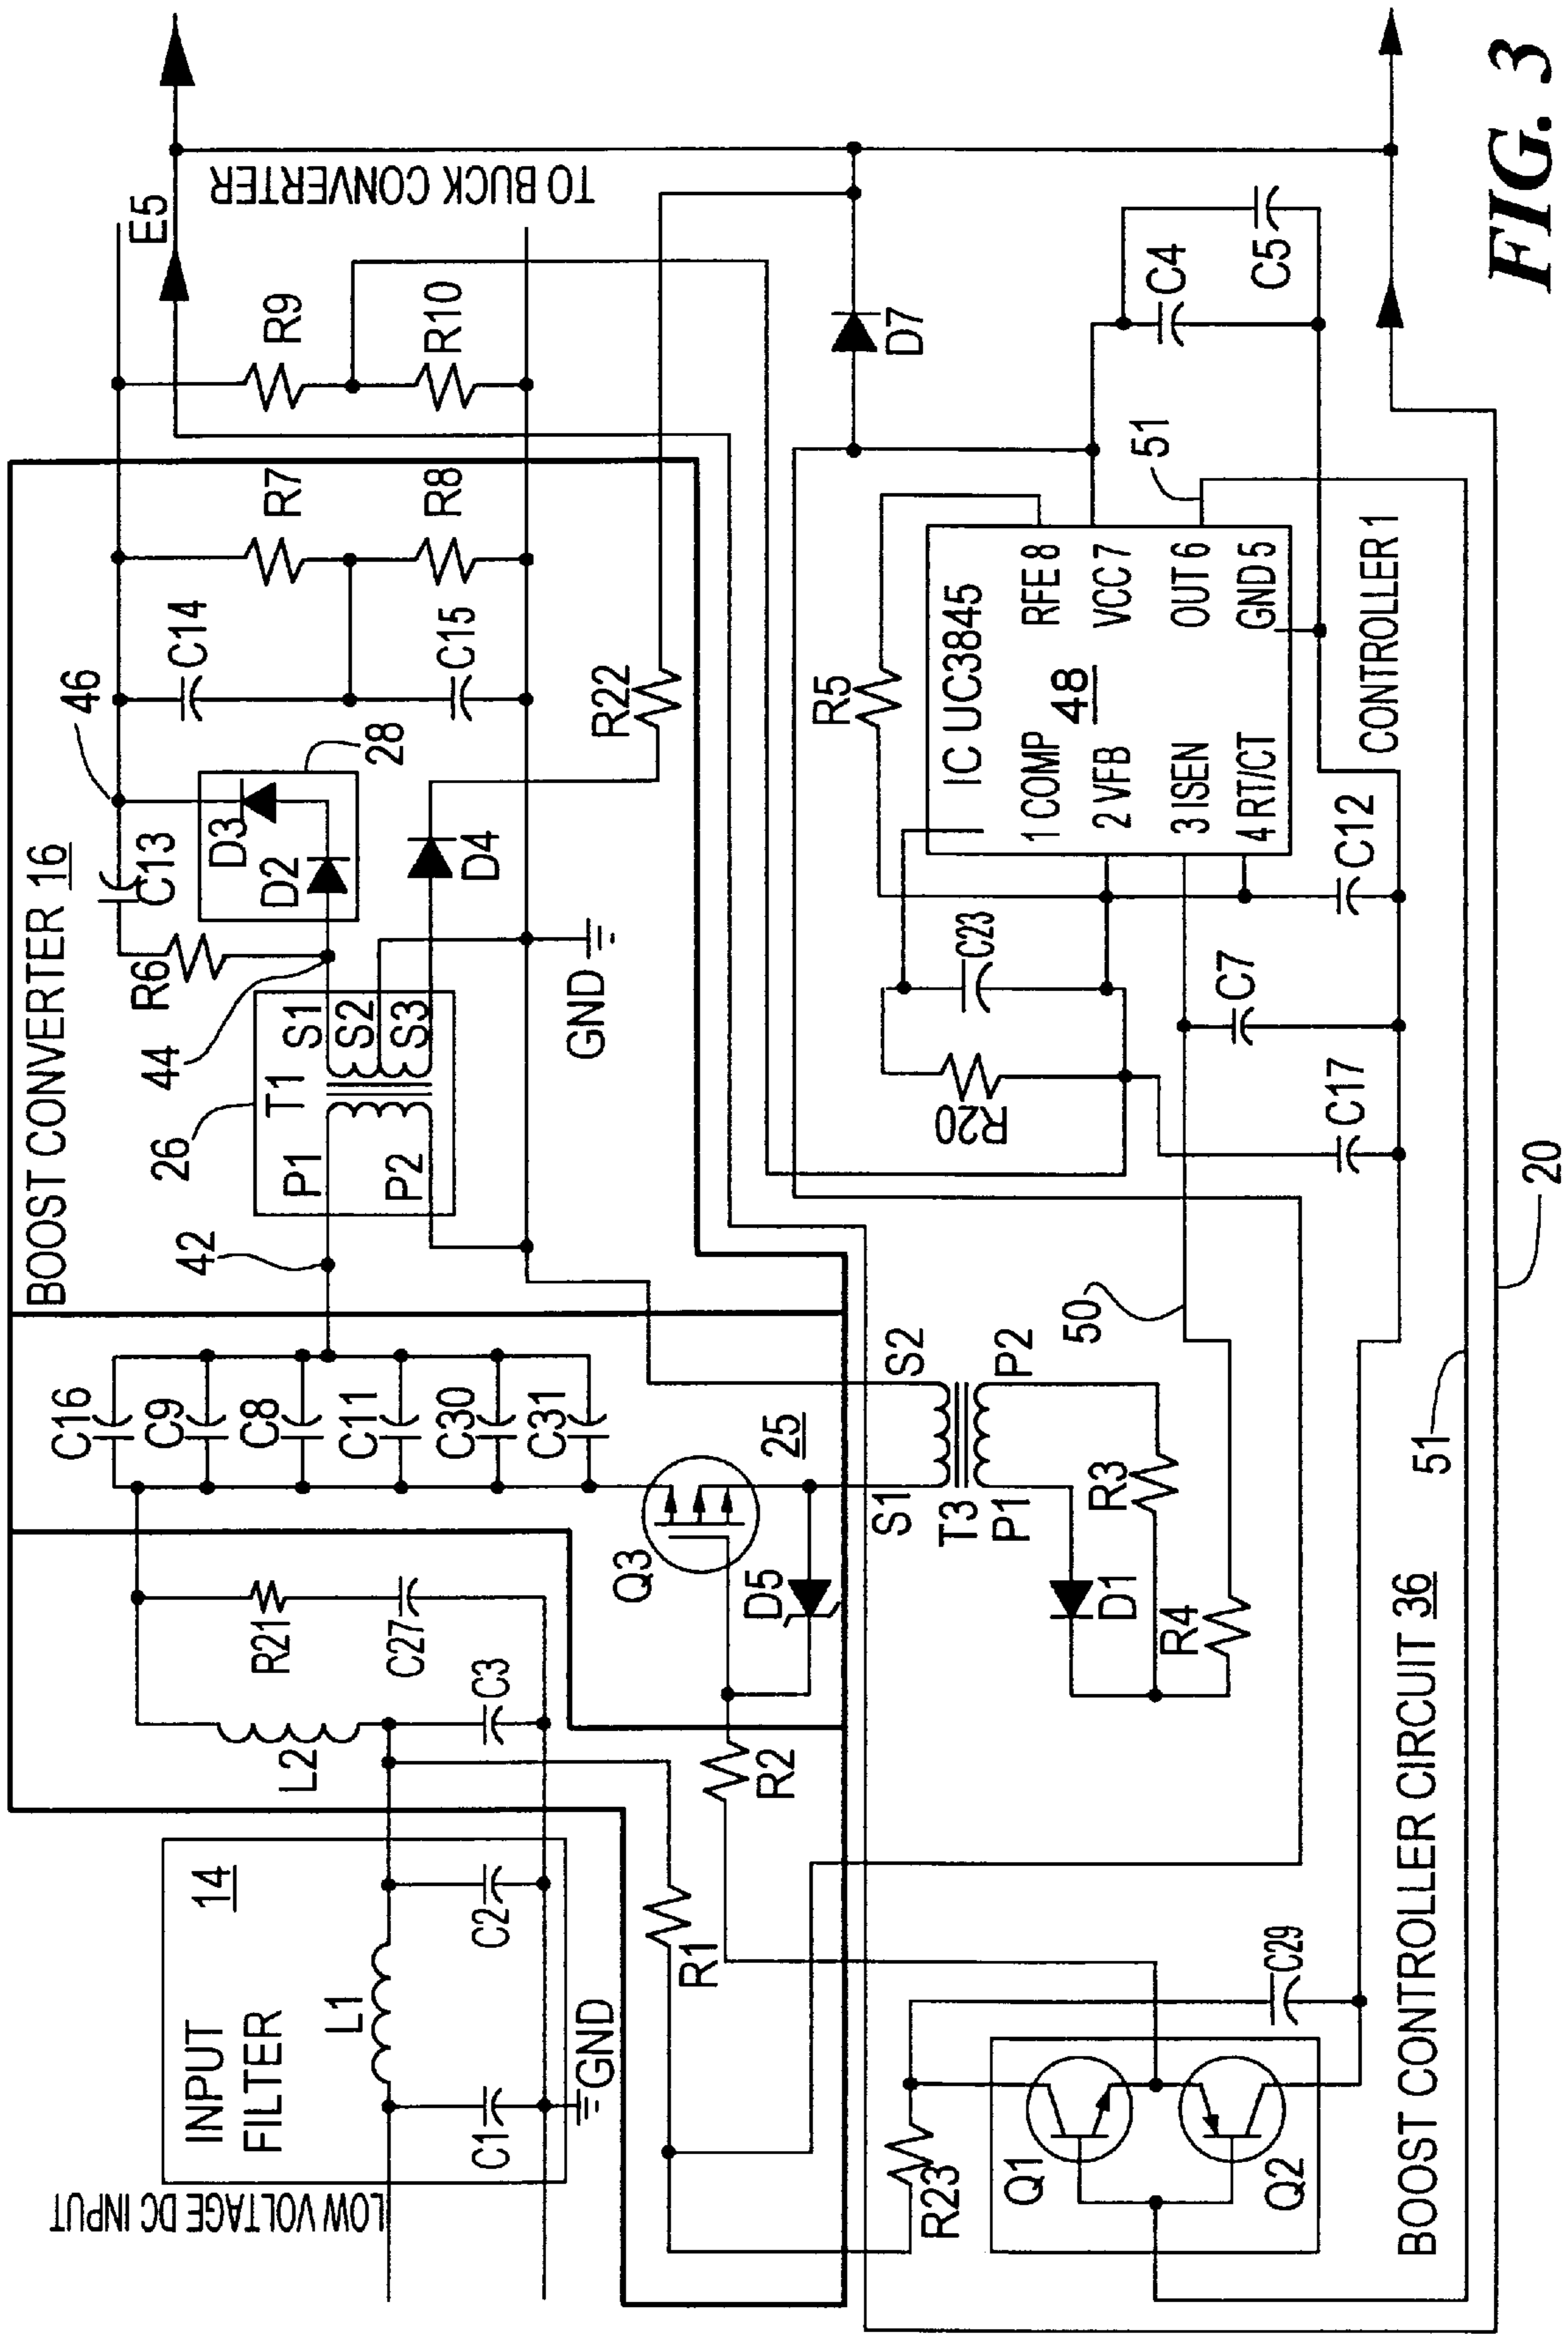 FIG. 3
BOOST CONVERTER 16
E5
TO BUCK CONVERTER
LOW VOLTAGE DC INPUT
INPUT
FILTER
14
L1
C1
C2
GND
L2
C3
R21
C27
C16
C9
C8
C11
C30
C31
Q3
25
D5
R2
R1
42
26
T1
P1
P2
S1
S2
S3
44
R6
C13
46
D3
D2
28
D4
GND
C14
C15
R7
R8
R9
R10
R22
D7
S1
S2
T3
P1
P2
D1
R3
R4
50
R20
C23
C17
C7
C12
R5
IC UC3845
48
1 COMP
2 VFB
3 ISEN
4 RT/CT
RFE 8
VCC 7
OUT 6
GND 5
CONTROLLER 1
51
C4
C5
R23
Q1
Q2
C29
BOOST CONTROLLER CIRCUIT 36
51
20